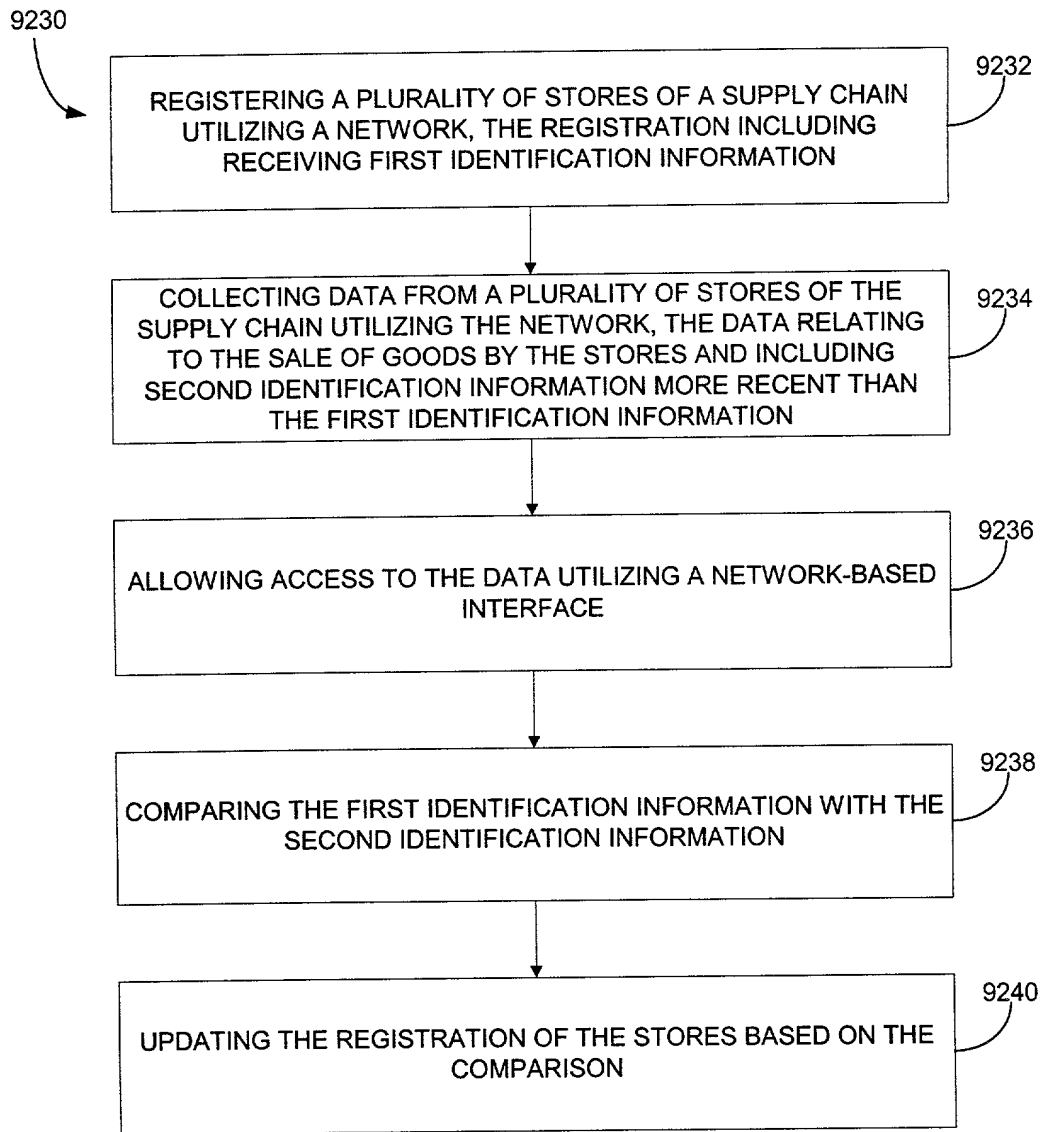 9230
9232
REGISTERING A PLURALITY OF STORES OF A SUPPLY CHAIN
UTILIZING A NETWORK, THE REGISTRATION INCLUDING
RECEIVING FIRST IDENTIFICATION INFORMATION
9234
COLLECTING DATA FROM A PLURALITY OF STORES OF THE
SUPPLY CHAIN UTILIZING THE NETWORK, THE DATA RELATING
TO THE SALE OF GOODS BY THE STORES AND INCLUDING
SECOND IDENTIFICATION INFORMATION MORE RECENT THAN
THE FIRST IDENTIFICATION INFORMATION
9236
ALLOWING ACCESS TO THE DATA UTILIZING A NETWORK-BASED
INTERFACE
9238
COMPARING THE FIRST IDENTIFICATION INFORMATION WITH THE
SECOND IDENTIFICATION INFORMATION
9240
UPDATING THE REGISTRATION OF THE STORES BASED ON THE
COMPARISON